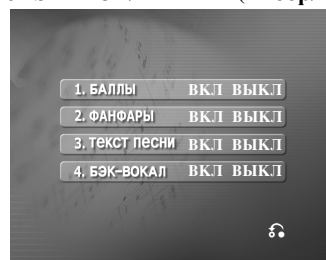 1. БАЛЛЫ ВКЛ ВЫКЛ
2. ФАНФАРЫ ВКЛ ВЫКЛ
3. ТЕКСТ ПЕСНИ ВКЛ ВЫКЛ
4. БЭК-ВОКАЛ ВКЛ ВЫКЛ